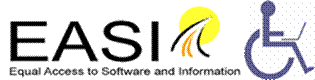 EASI
Equal Access to Software and Information